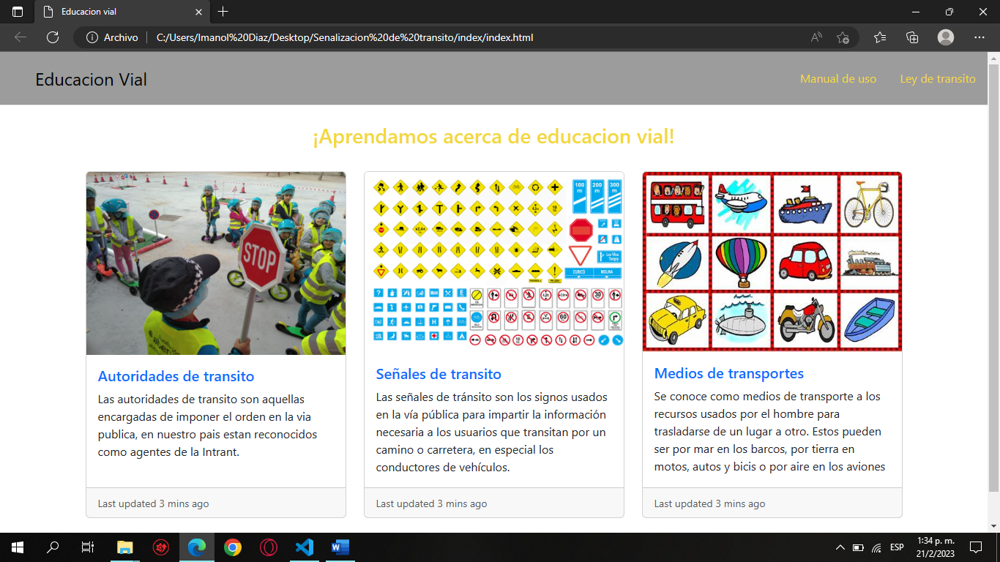 Educacion vial
Archivo
C:/Users/Imanol%20Diaz/Desktop/Senalizacion%20de%20transito/index/index.html
Educacion Vial
Manual de uso
Ley de transito
¡Aprendamos acerca de educacion vial!
STOP
100 m
200 m
300 m
CURICÓ
MOLINA
30
60
Autoridades de transito
Las autoridades de transito son aquellas
encargadas de imponer el orden en la via
publica, en nuestro pais estan reconocidos
como agentes de la Intrant.
Last updated 3 mins ago
Señales de transito
Las señales de tránsito son los signos usados
en la vía pública para impartir la información
necesaria a los usuarios que transitan por un
camino o carretera, en especial los
conductores de vehículos.
Last updated 3 mins ago
Medios de transportes
Se conoce como medios de transporte a los
recursos usados por el hombre para
trasladarse de un lugar a otro. Estos pueden
ser por mar en los barcos, por tierra en
motos, autos y bicis o por aire en los aviones
Last updated 3 mins ago
ESP
1:34 p. m.
21/2/2023